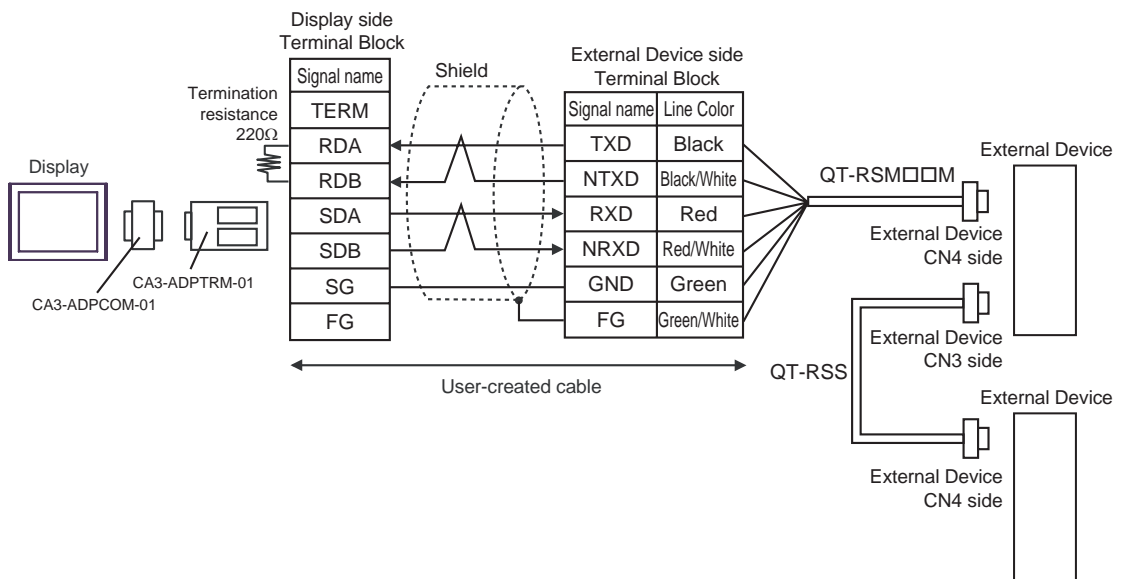 Display side
Terminal Block
Signal name
TERM
RDA
RDB
SDA
SDB
SG
FG
Termination
resistance
220Ω
Shield
External Device side
Terminal Block
Signal name Line Color
TXD Black
NTXD Black/White
RXD Red
NRXD Red/White
GND Green
FG Green/White
Display
CA3-ADPCOM-01
CA3-ADPTRM-01
User-created cable
QT-RSM□□M
External Device
External Device
CN4 side
External Device
CN3 side
QT-RSS
External Device
External Device
CN4 side